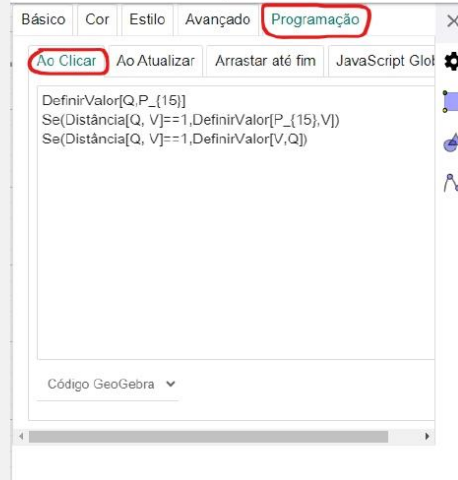 Básico Cor Estilo Avançado Programação
Ao Clicar Ao Atualizar Arrastar até fim JavaScript Glob
DefinirValor[Q,P_{15}]
Se(Distância[Q, V]==1,DefinirValor[P_{15},V])
Se(Distância[Q, V]==1,DefinirValor[V,Q])
Código GeoGebra